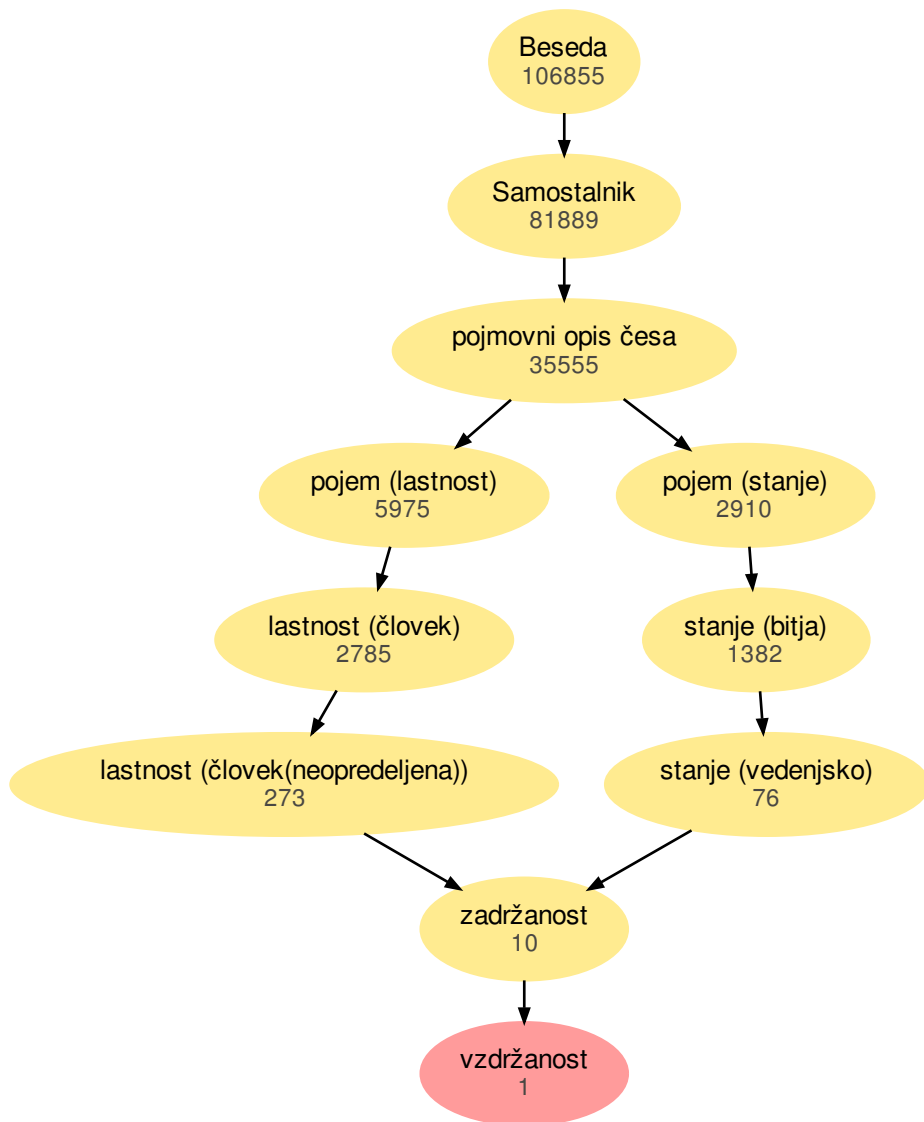 Beseda
106855
Samostalnik
81889
pojmovni opis česa
35555
pojem (lastnost)
5975
pojem (stanje)
2910
lastnost (človek)
2785
stanje (bitja)
1382
lastnost (človek(neopredeljena))
273
stanje (vedenjsko)
76
zadržanost
10
vzdržanost
1